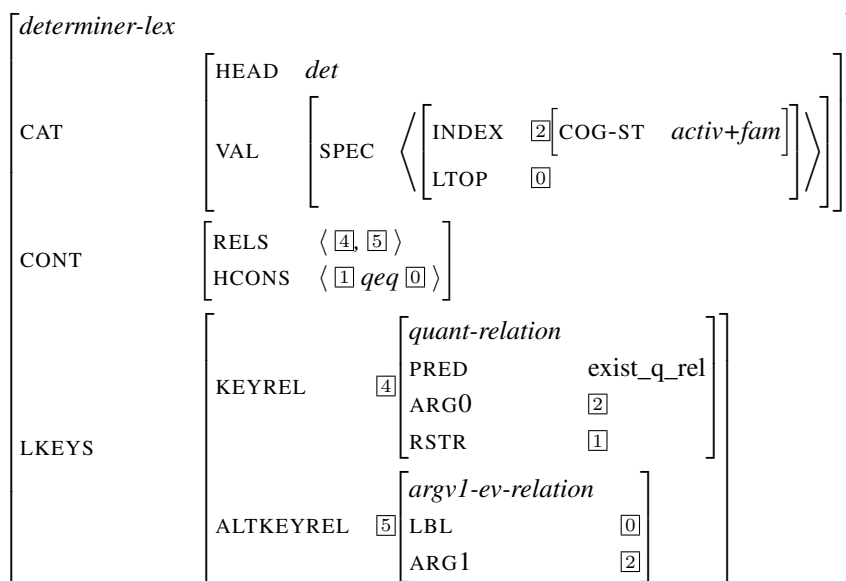 determiner-lex
HEAD det
CAT VAL SPEC ⟨ INDEX 2 COG-ST activ+fam
LTOP 0 ⟩
CONT RELS ⟨ 4, 5 ⟩
HCONS ⟨ 1 qeq 0 ⟩
quant-relation
PRED exist_q_rel
KEYREL 4 ARG0 2
RSTR 1
LKEYS
argv1-ev-relation
ALTKEYREL 5 LBL 0
ARG1 2